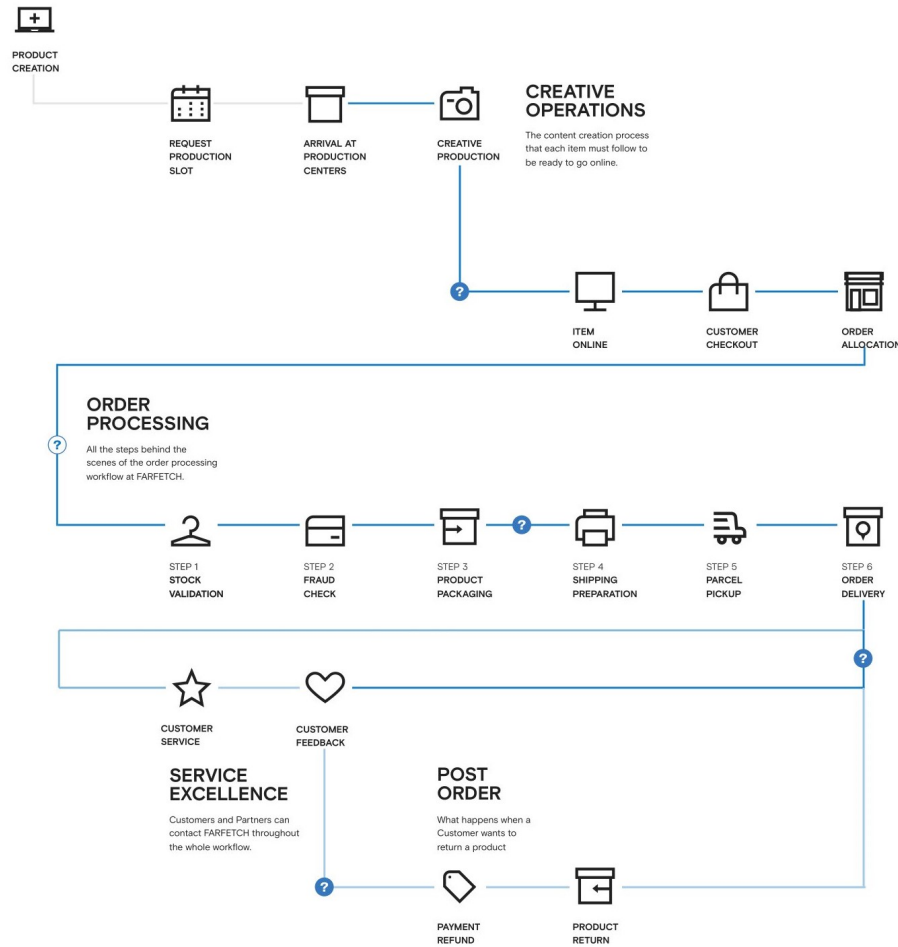 PRODUCT
CREATION
REQUEST
PRODUCTION
SLOT
ARRIVAL AT
PRODUCTION
CENTERS
CREATIVE
PRODUCTION
CREATIVE
OPERATIONS
The content creation process
that each item must follow to
be ready to go online.
?
ITEM
ONLINE
CUSTOMER
CHECKOUT
ORDER
ALLOCATION
ORDER
PROCESSING
All the steps behind the
scenes of the order processing
workflow at FARFETCH.
?
?
STEP 1
STOCK
VALIDATION
STEP 2
FRAUD
CHECK
STEP 3
PRODUCT
PACKAGING
STEP 4
SHIPPING
PREPARATION
STEP 5
PARCEL
PICKUP
STEP 6
ORDER
DELIVERY
?
CUSTOMER
SERVICE
CUSTOMER
FEEDBACK
SERVICE
EXCELLENCE
Customers and Partners can
contact FARFETCH throughout
the whole workflow.
POST
ORDER
What happens when a
Customer wants to
return a product
?
PAYMENT
REFUND
PRODUCT
RETURN